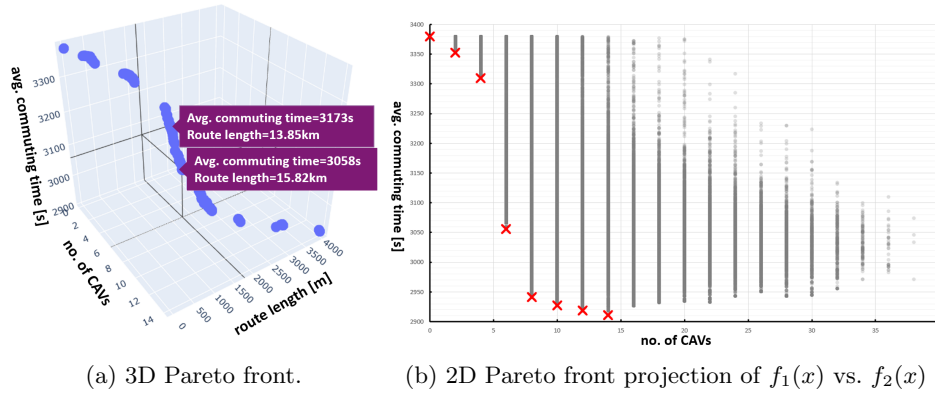 avg. commuting time [s]
3300
3200
3100
3000
2900
Avg. commuting time=3173s
Route length=13.85km
Avg. commuting time=3058s
Route length=15.82km
0
2
4
6
8
10
12
14
no. of CAVs
0
500
1000
1500
2000
2500
3000
3500
4000
route length [m]
(a) 3D Pareto front.
avg. commuting time [s]
3400
3350
3300
3250
3200
3150
3100
3050
3000
2950
2900
0 5 10 15 20 25 30 35
no. of CAVs
(b) 2D Pareto front projection of f₁(x) vs. f₂(x)